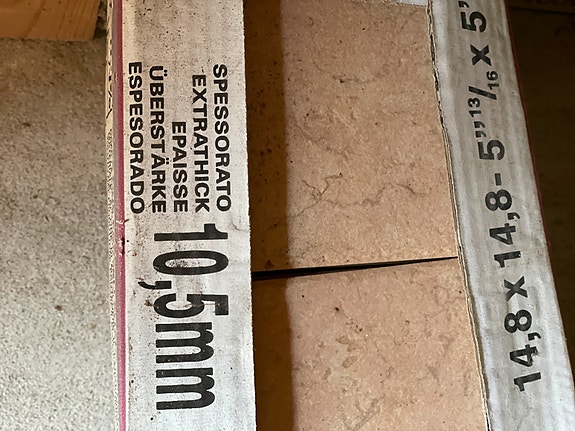 SPESSORATO
EXTRATHICK
EPAISSE
ÜBERSTÄRKE
ESPESORADO
10,5mm
14,8 x 14,8 - 5"13/16 x 5"